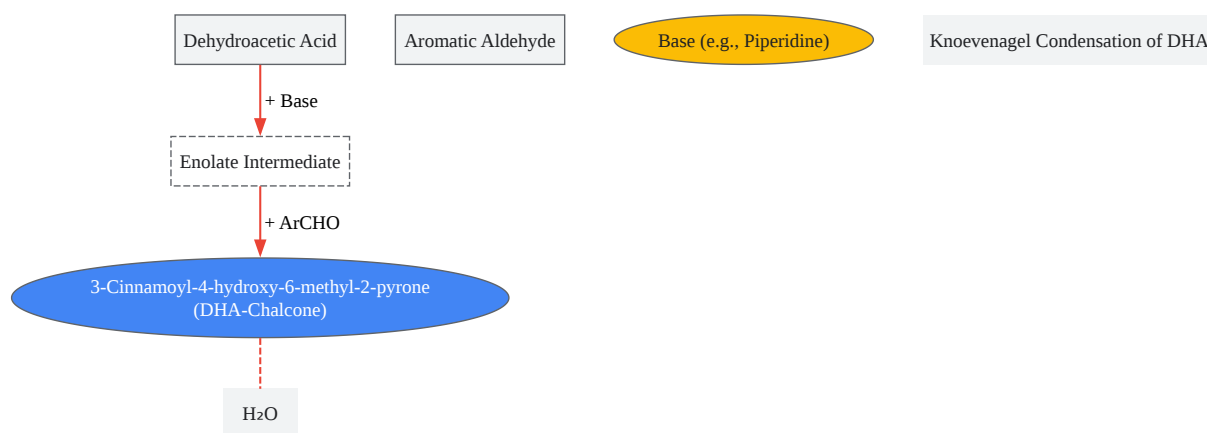 Dehydroacetic Acid
Aromatic Aldehyde
Base (e.g., Piperidine)
Knoevenagel Condensation of DHA
+ Base
Enolate Intermediate
+ ArCHO
3-Cinnamoyl-4-hydroxy-6-methyl-2-pyrone
(DHA-Chalcone)
H₂O